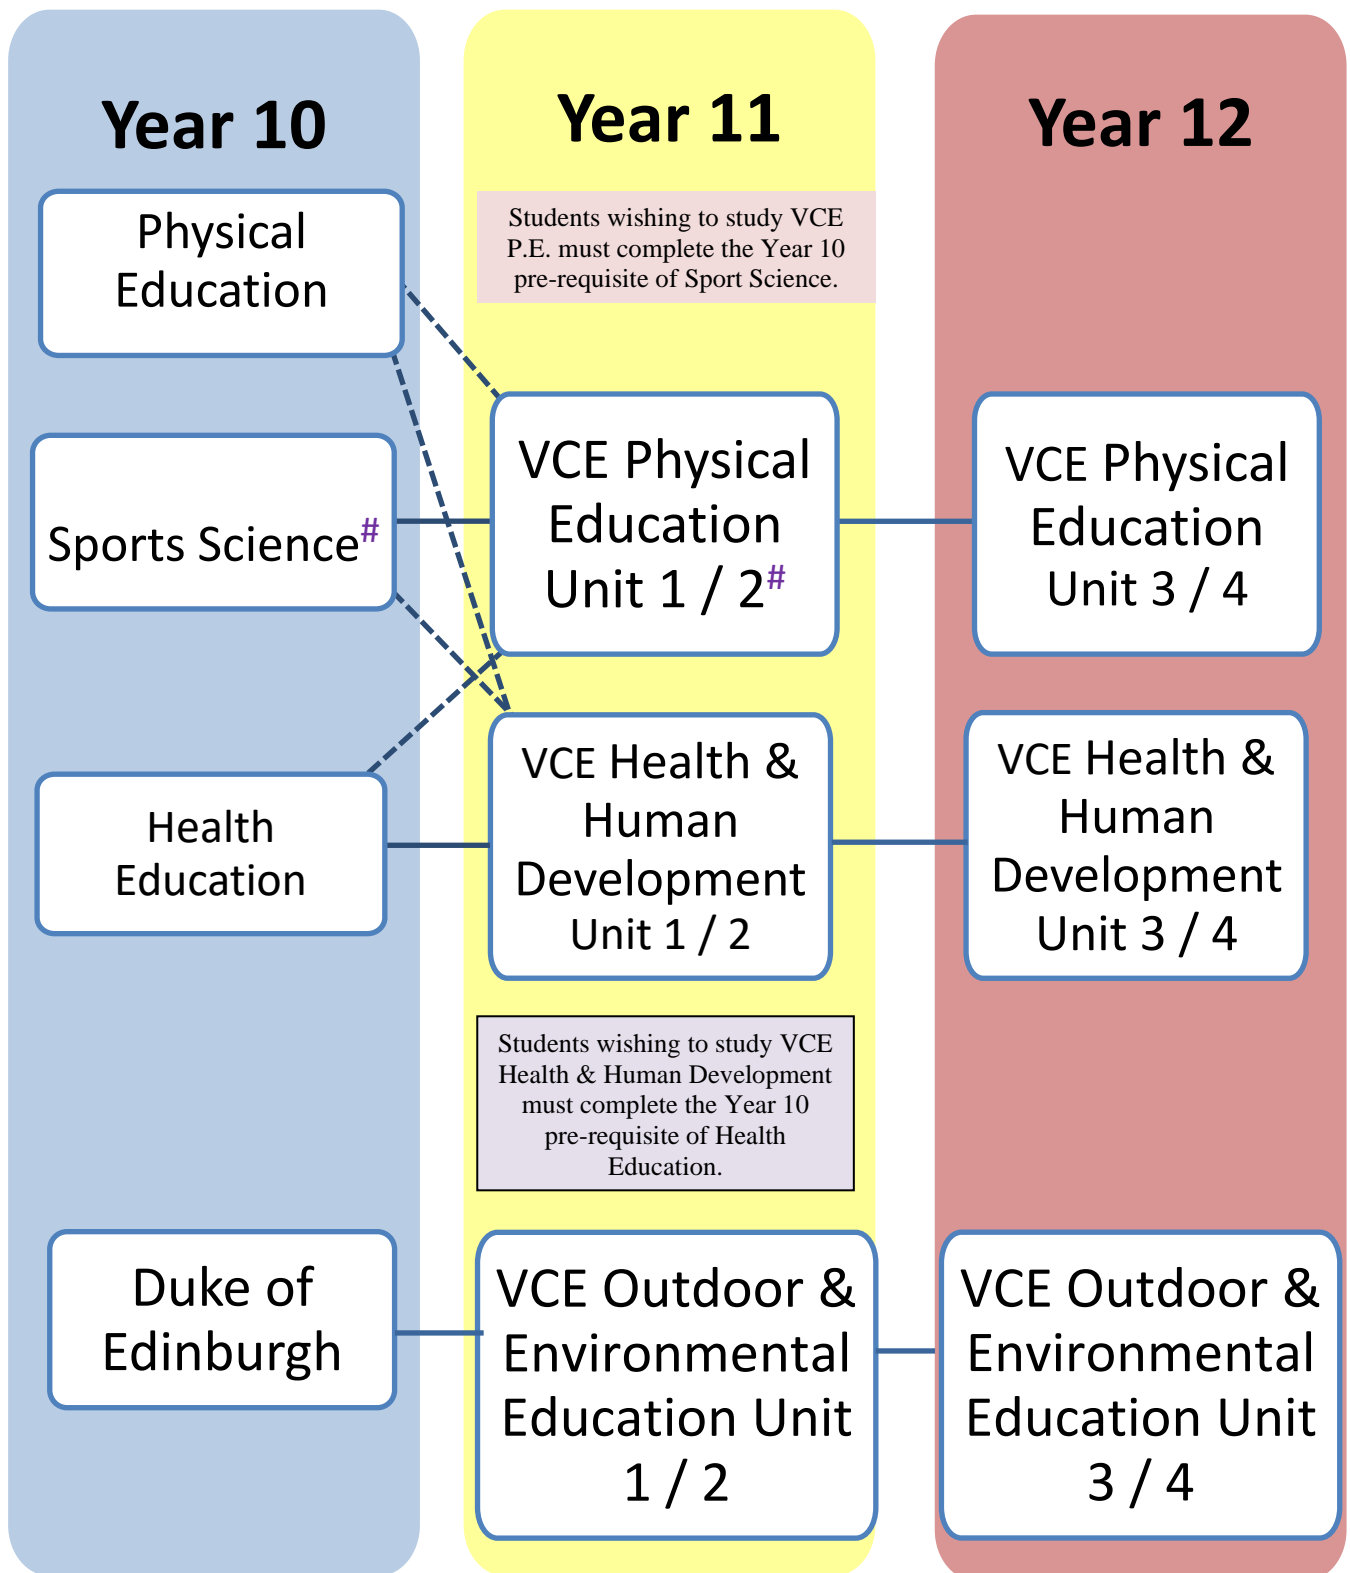 Year 10
Physical
Education
Sports Science#
Health
Education
Duke of
Edinburgh
Year 11
Students wishing to study VCE
P.E. must complete the Year 10
pre-requisite of Sport Science.
VCE Physical
Education
Unit 1 / 2#
VCE Health &
Human
Development
Unit 1 / 2
Students wishing to study VCE
Health & Human Development
must complete the Year 10
pre-requisite of Health
Education.
VCE Outdoor &
Environmental
Education Unit
1 / 2
Year 12
VCE Physical
Education
Unit 3 / 4
VCE Health &
Human
Development
Unit 3 / 4
VCE Outdoor &
Environmental
Education Unit
3 / 4